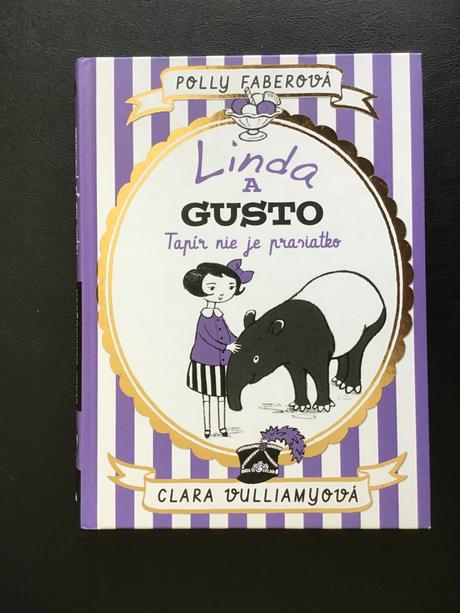 POLLY FABEROVÁ
Linda
A
GUSTO
Tapír nie je prasiatko
CLARA VULLIAMYOVÁ